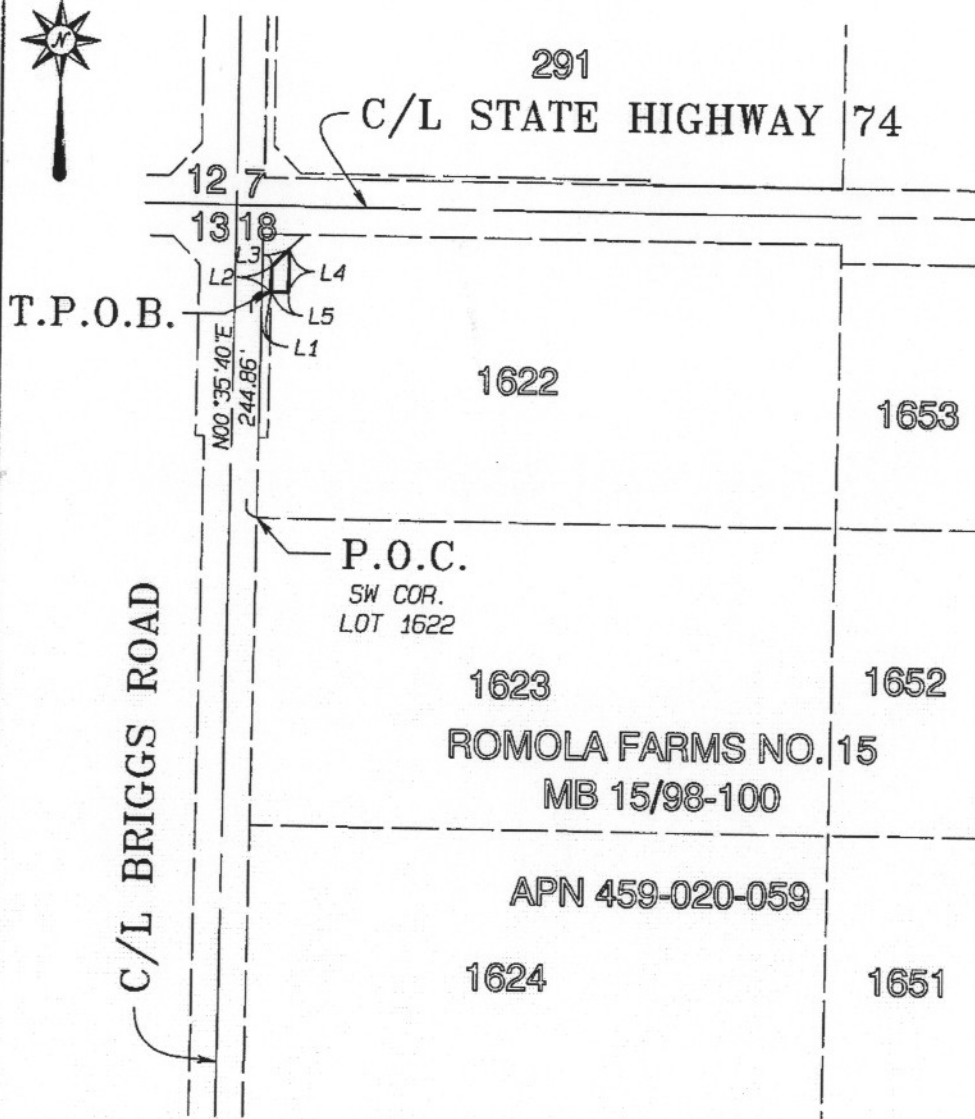 N
291
C/L STATE HIGHWAY 74
12 7
13 18
L3
L2
L4
T.P.O.B.
L5
L1
N00°35'40"E
244.86'
1622
1653
P.O.C.
SW COR.
LOT 1622
C/L BRIGGS ROAD
1623
1652
ROMOLA FARMS NO. 15
MB 15/98-100
APN 459-020-059
1624
1651